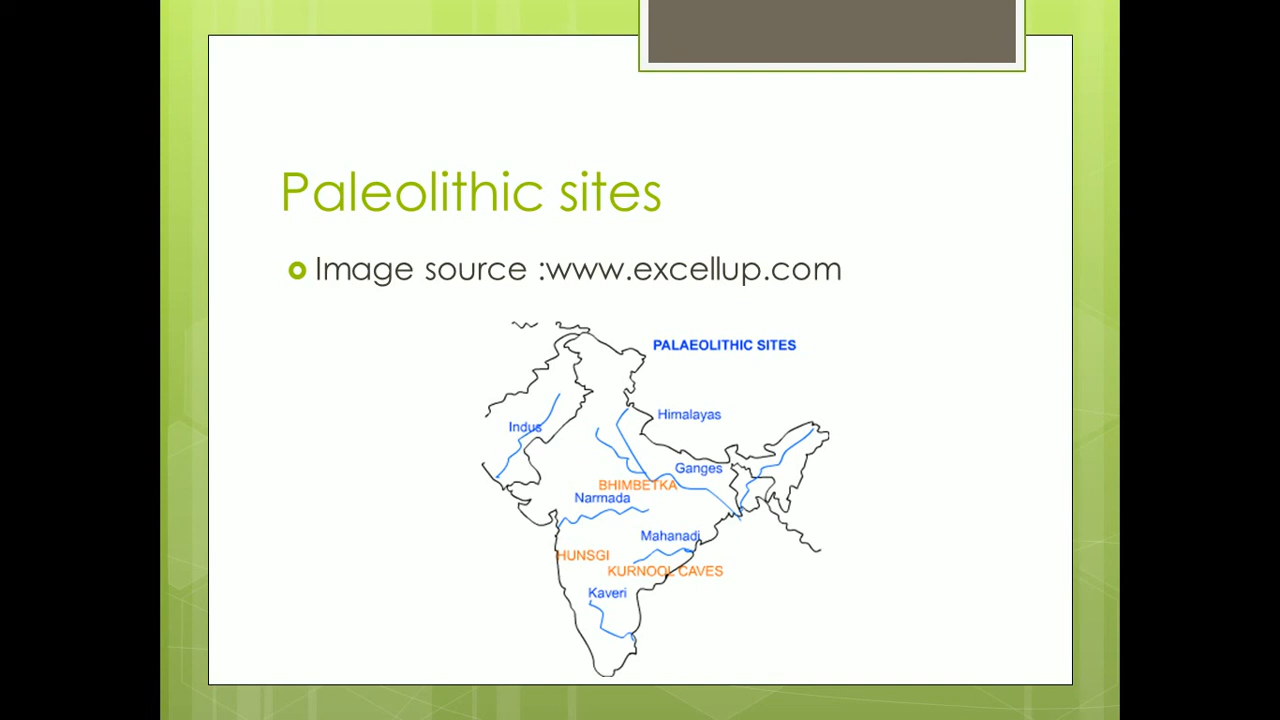 Paleolithic sites
Image source :www.excellup.com
PALAEOLITHIC SITES
Himalayas
Indus
Ganges
BHIMBETKA
Narmada
Mahanadi
HUNSGI
KURNOOL CAVES
Kaveri